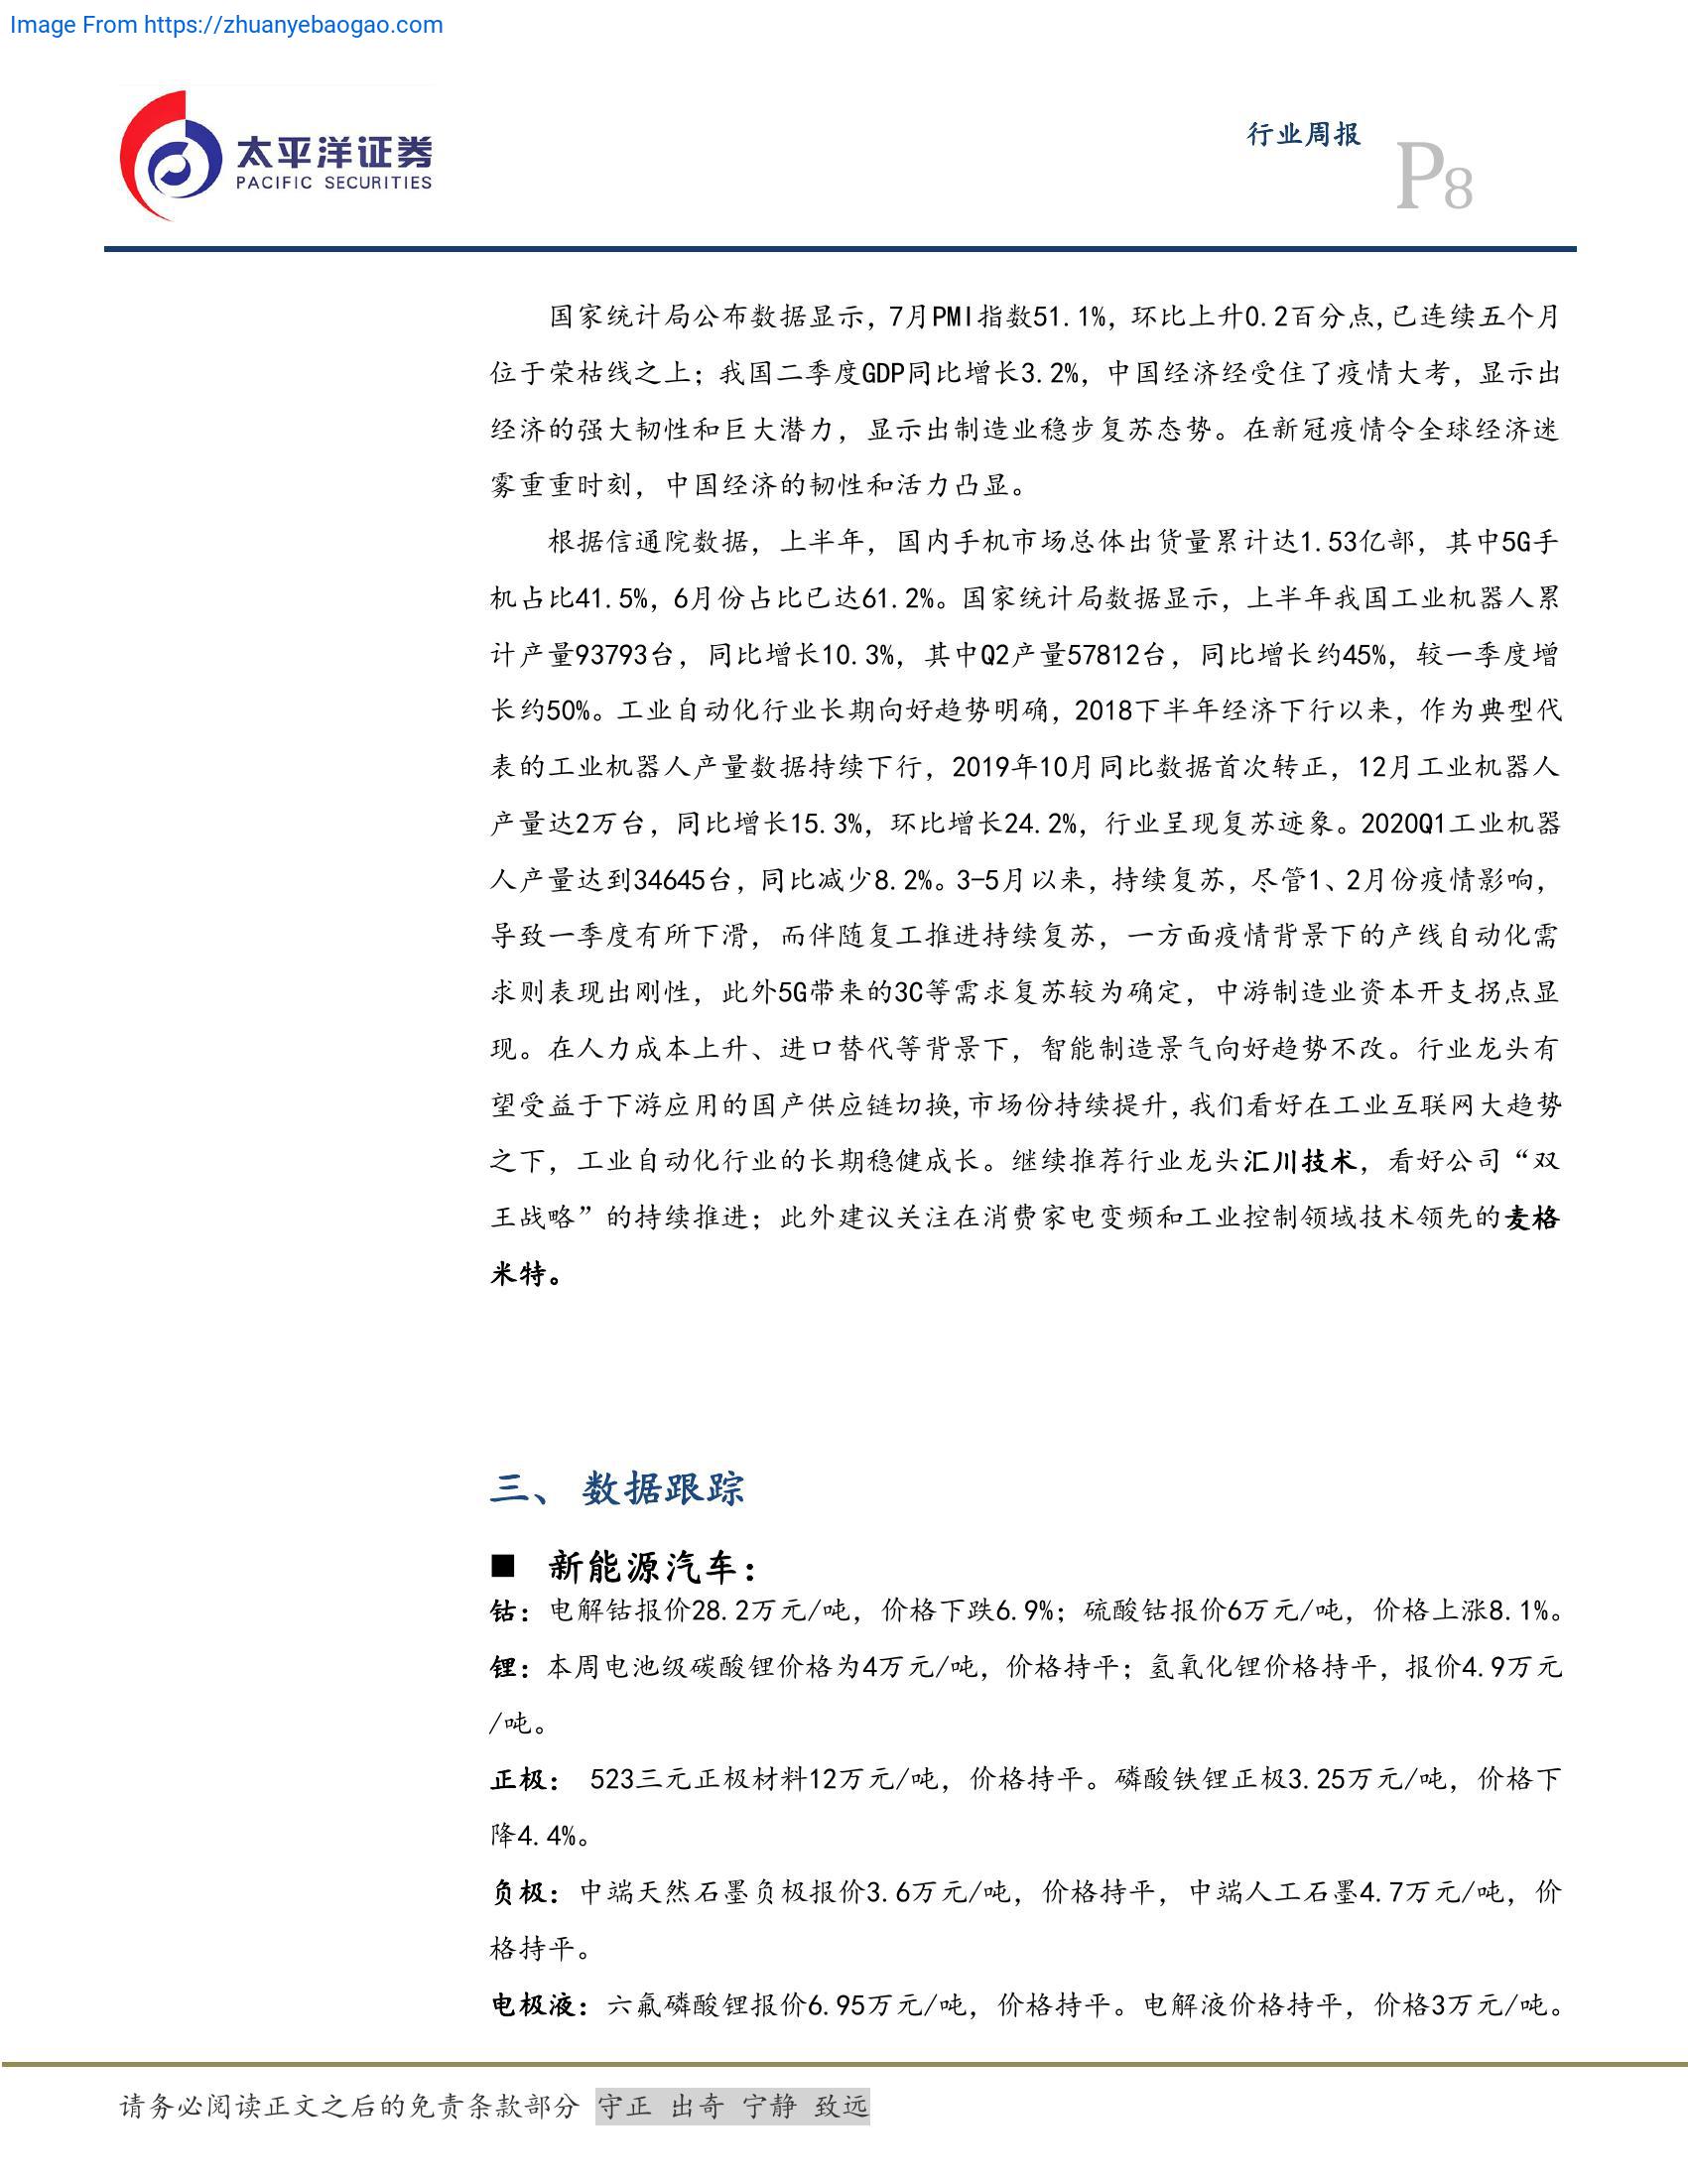 Image From https://zhuanyebaogao.com
太平洋证券
PACIFIC SECURITIES
行业周报
P8
国家统计局公布数据显示，7月PMI指数51.1%，环比上升0.2百分点,已连续五个月
位于荣枯线之上；我国二季度GDP同比增长3.2%，中国经济经受住了疫情大考，显示出
经济的强大韧性和巨大潜力，显示出制造业稳步复苏态势。在新冠疫情令全球经济迷
雾重重时刻，中国经济的韧性和活力凸显。
根据信通院数据，上半年，国内手机市场总体出货量累计达1.53亿部，其中5G手
机占比41.5%，6月份占比已达61.2%。国家统计局数据显示，上半年我国工业机器人累
计产量93793台，同比增长10.3%，其中Q2产量57812台，同比增长约45%，较一季度增
长约50%。工业自动化行业长期向好趋势明确，2018下半年经济下行以来，作为典型代
表的工业机器人产量数据持续下行，2019年10月同比数据首次转正，12月工业机器人
产量达2万台，同比增长15.3%，环比增长24.2%，行业呈现复苏迹象。2020Q1工业机器
人产量达到34645台，同比减少8.2%。3-5月以来，持续复苏，尽管1、2月份疫情影响，
导致一季度有所下滑，而伴随复工推进持续复苏，一方面疫情背景下的产线自动化需
求则表现出刚性，此外5G带来的3C等需求复苏较为确定，中游制造业资本开支拐点显
现。在人力成本上升、进口替代等背景下，智能制造景气向好趋势不改。行业龙头有
望受益于下游应用的国产供应链切换,市场份持续提升,我们看好在工业互联网大趋势
之下，工业自动化行业的长期稳健成长。继续推荐行业龙头汇川技术，看好公司“双
王战略”的持续推进；此外建议关注在消费家电变频和工业控制领域技术领先的麦格
米特。
三、 数据跟踪
■ 新能源汽车：
钴：电解钴报价28.2万元/吨，价格下跌6.9%；硫酸钴报价6万元/吨，价格上涨8.1%。
锂：本周电池级碳酸锂价格为4万元/吨，价格持平；氢氧化锂价格持平，报价4.9万元
/吨。
正极： 523三元正极材料12万元/吨，价格持平。磷酸铁锂正极3.25万元/吨，价格下
降4.4%。
负极：中端天然石墨负极报价3.6万元/吨，价格持平，中端人工石墨4.7万元/吨，价
格持平。
电极液：六氟磷酸锂报价6.95万元/吨，价格持平。电解液价格持平，价格3万元/吨。
请务必阅读正文之后的免责条款部分 守正 出奇 宁静 致远